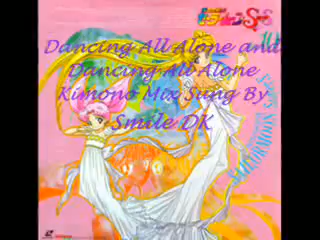 Dancing All Alone and
Dancing All Alone
Kimono Mix Sung By
Smile DK